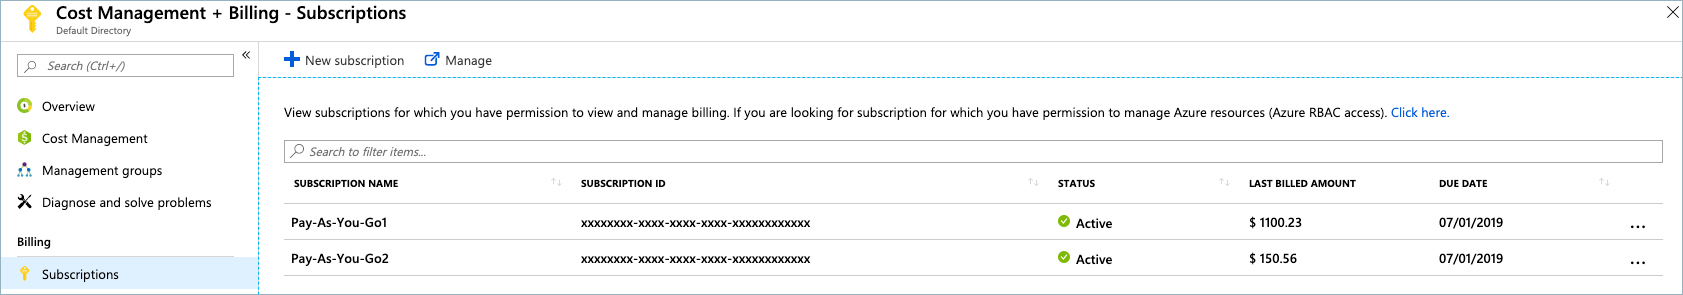 Cost Management + Billing - Subscriptions
Default Directory
Search (Ctrl+/)
Overview
Cost Management
Management groups
Diagnose and solve problems
Billing
Subscriptions
New subscription Manage
View subscriptions for which you have permission to view and manage billing. If you are looking for subscription for which you have permission to manage Azure resources (Azure RBAC access). Click here.
Search to filter items...
SUBSCRIPTION NAME SUBSCRIPTION ID STATUS LAST BILLED AMOUNT DUE DATE
Pay-As-You-Go1 xxxxxxxx-xxxx-xxxx-xxxx-xxxxxxxxxxxx Active $ 1100.23 07/01/2019 ...
Pay-As-You-Go2 xxxxxxxx-xxxx-xxxx-xxxx-xxxxxxxxxxxx Active $ 150.56 07/01/2019 ...